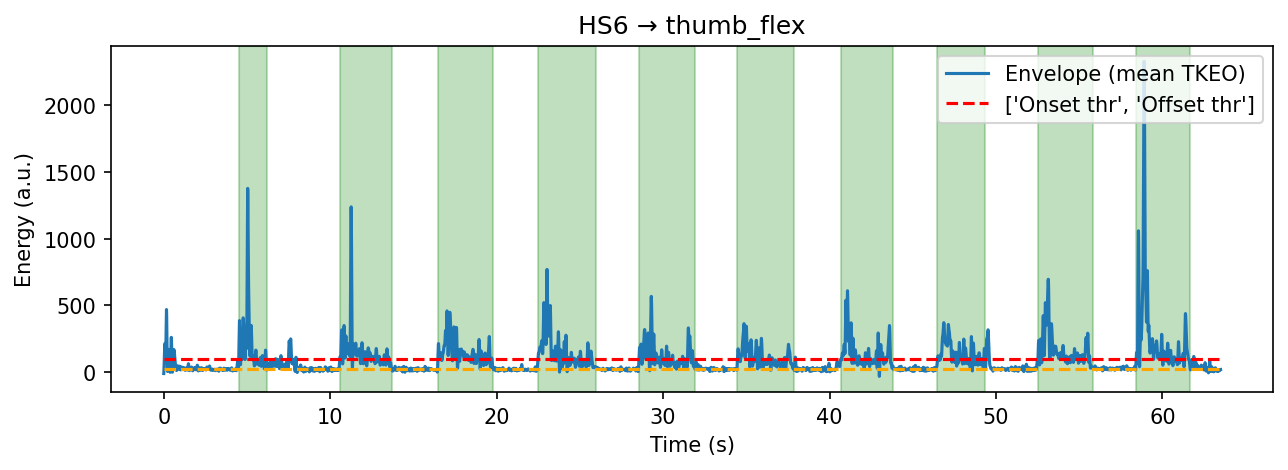 HS6 → thumb_flex
Envelope (mean TKEO)
['Onset thr', 'Offset thr']
Energy (a.u.)
2000
1500
1000
500
0
0 10 20 30 40 50 60
Time (s)